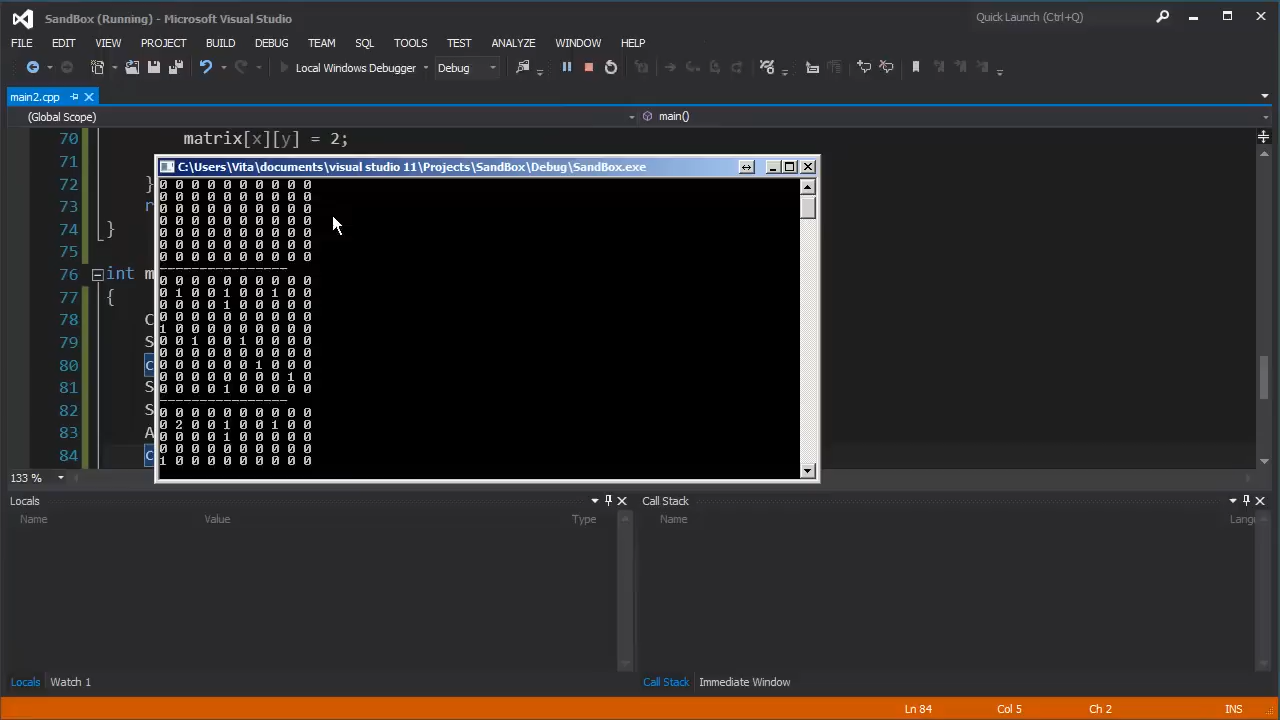 SandBox (Running) - Microsoft Visual Studio
Quick Launch (Ctrl+Q)
FILE EDIT VIEW PROJECT BUILD DEBUG TEAM SQL TOOLS TEST ANALYZE WINDOW HELP
Local Windows Debugger Debug
main2.cpp
(Global Scope) main()
70 matrix[x][y] = 2;
71
72 }
73 r
74 }
75
76 int m
77 {
78 C
79 S
80 c
81 S
82 S
83 A
84 c
C:\Users\Vita\documents\visual studio 11\Projects\SandBox\Debug\SandBox.exe
0 0 0 0 0 0 0 0 0 0
0 0 0 0 0 0 0 0 0 0
0 0 0 0 0 0 0 0 0 0
0 0 0 0 0 0 0 0 0 0
0 0 0 0 0 0 0 0 0 0
0 0 0 0 0 0 0 0 0 0
0 0 0 0 0 0 0 0 0 0
----------------
0 0 0 0 0 0 0 0 0 0
0 1 0 0 1 0 0 1 0 0
0 0 0 0 1 0 0 0 0 0
0 0 0 0 0 0 0 0 0 0
1 0 0 0 0 0 0 0 0 0
0 0 1 0 0 1 0 0 0 0
0 0 0 0 0 0 0 0 0 0
0 0 0 0 0 0 1 0 0 0
0 0 0 0 0 0 0 0 1 0
0 0 0 0 1 0 0 0 0 0
----------------
0 0 0 0 0 0 0 0 0 0
0 2 0 0 1 0 0 1 0 0
0 0 0 0 1 0 0 0 0 0
0 0 0 0 0 0 0 0 0 0
1 0 0 0 0 0 0 0 0 0
133 %
Locals
Name Value Type
Call Stack
Name Langu
Locals Watch 1
Call Stack Immediate Window
Ln 84 Col 5 Ch 2 INS